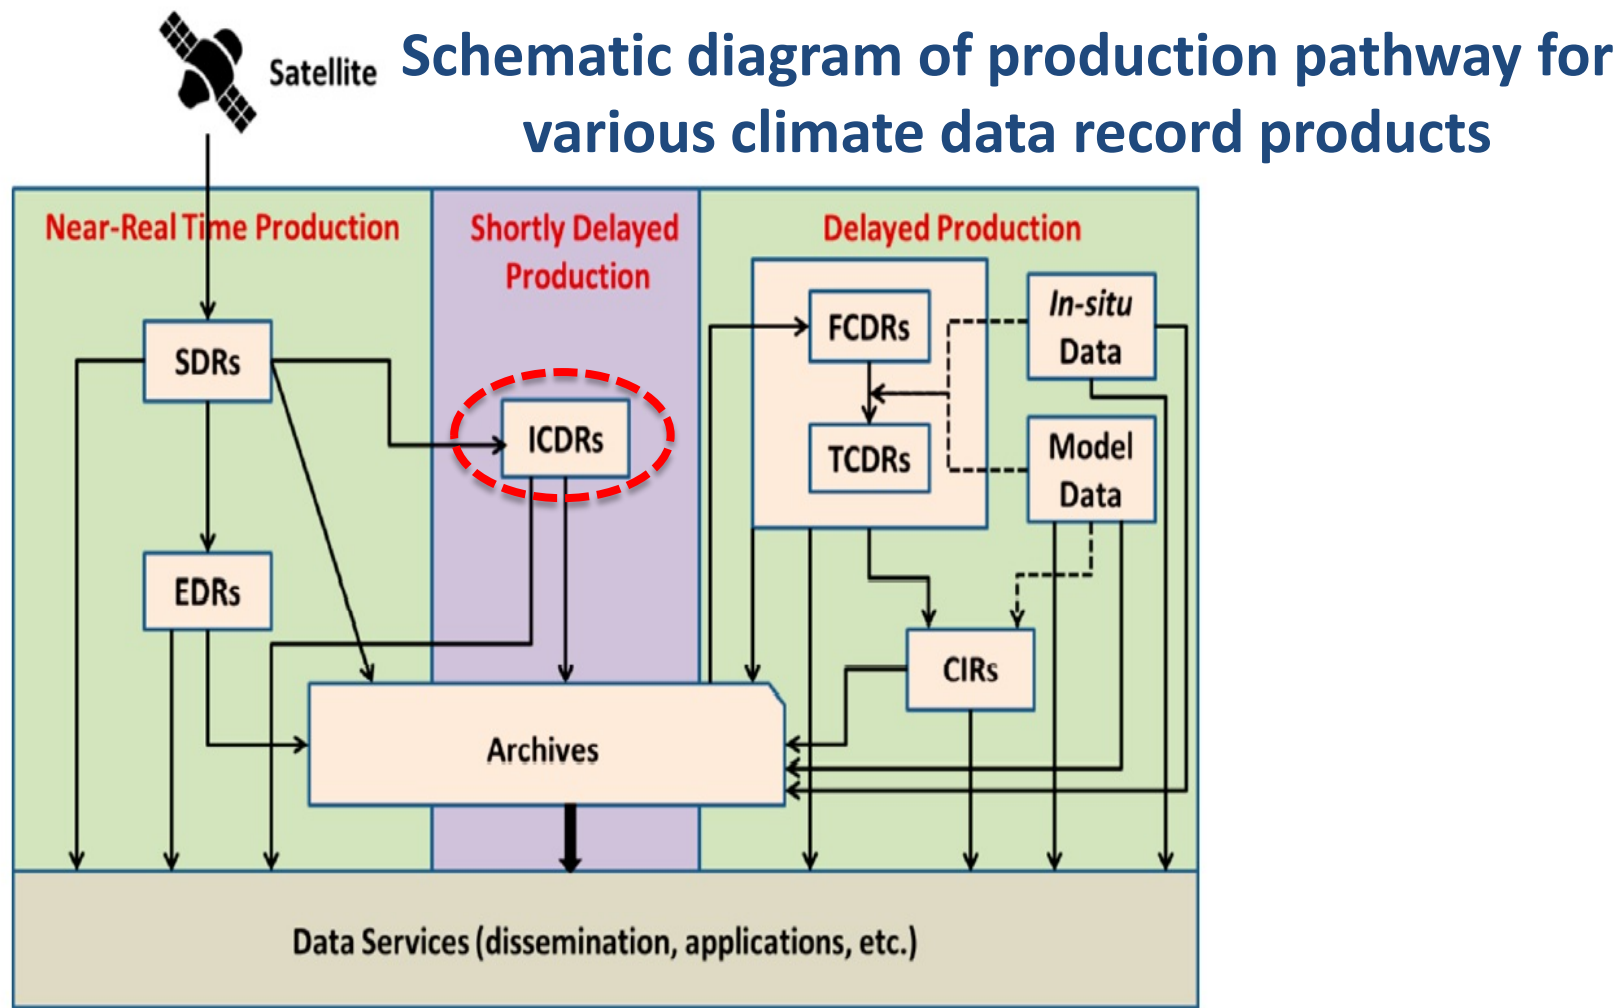 Satellite
Schematic diagram of production pathway for
various climate data record products
Near-Real Time Production
Shortly Delayed
Production
Delayed Production
SDRs
ICDRs
EDRs
FCDRs
TCDRs
In-situ
Data
Model
Data
CIRs
Archives
Data Services (dissemination, applications, etc.)